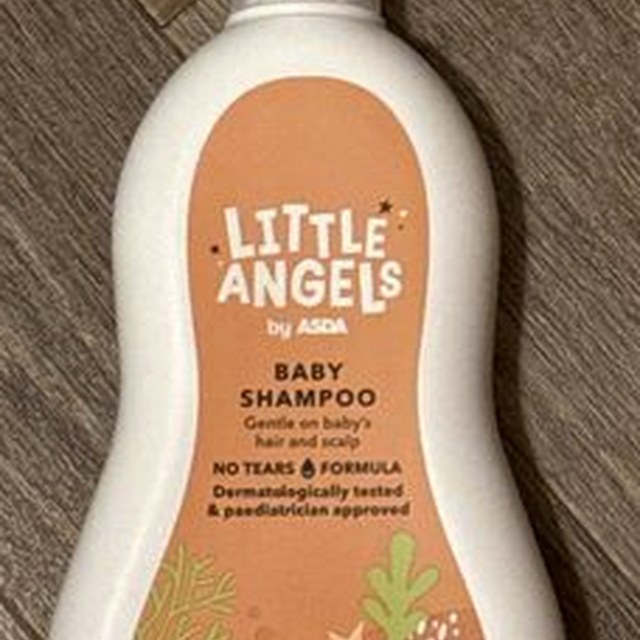 LITTLE
ANGELS
by ASDA
BABY
SHAMPOO
Gentle on baby's
hair and scalp
NO TEARS FORMULA
Dermatologically tested
& paediatrician approved